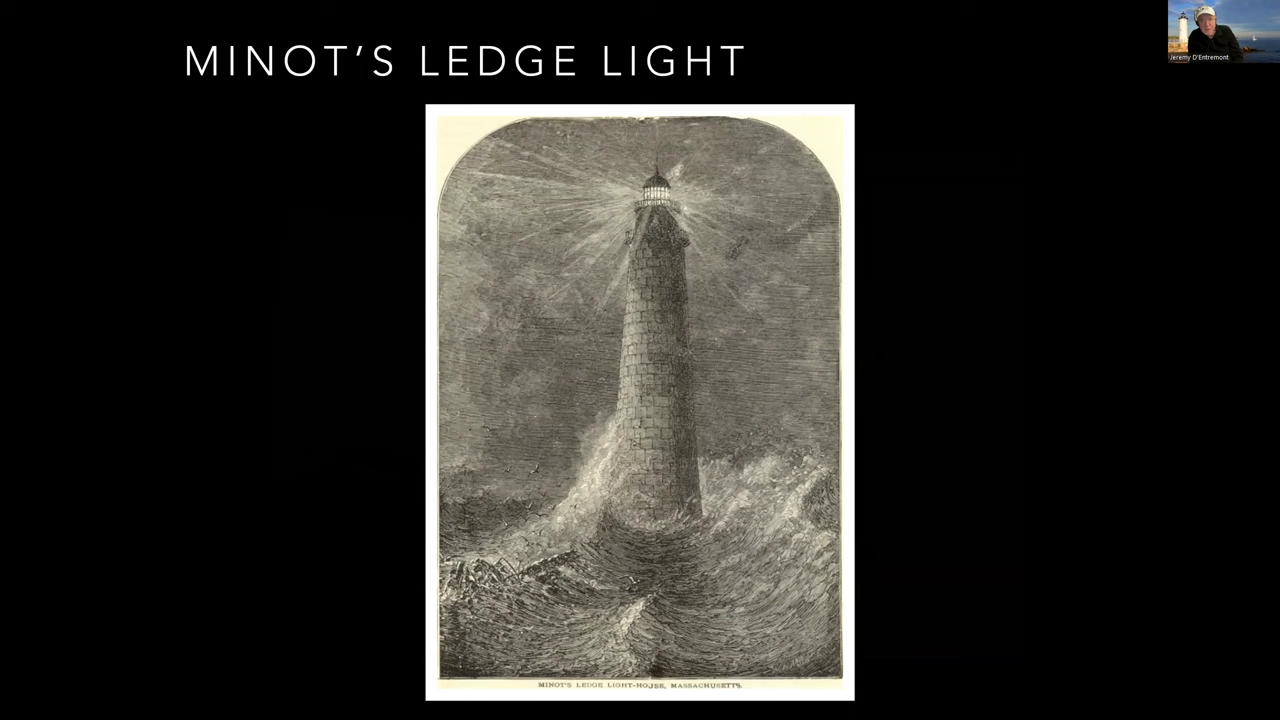 MINOT'S LEDGE LIGHT
Jeremy D'Entremont
MINOT'S LEDGE LIGHT-HOUSE, MASSACHUSETTS.